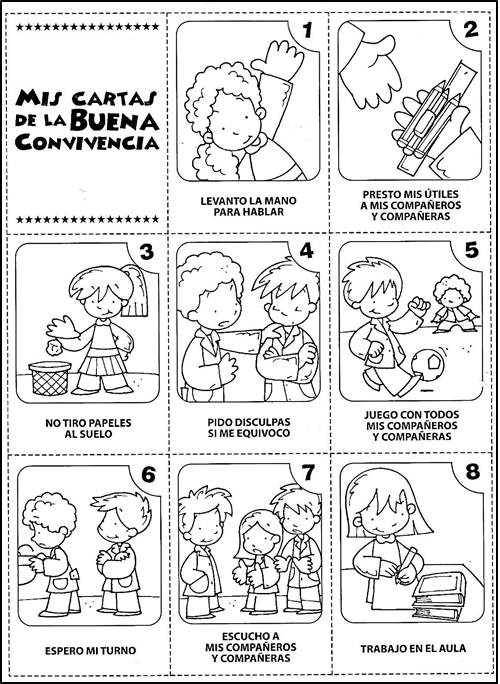 MIS CARTAS
DE LA BUENA
CONVIVENCIA
1
LEVANTO LA MANO
PARA HABLAR
2
PRESTO MIS ÚTILES
A MIS COMPAÑEROS
Y COMPAÑERAS
3
NO TIRO PAPELES
AL SUELO
4
PIDO DISCULPAS
SI ME EQUIVOCO
5
JUEGO CON TODOS
MIS COMPAÑEROS
Y COMPAÑERAS
6
ESPERO MI TURNO
7
ESCUCHO A
MIS COMPAÑEROS
Y COMPAÑERAS
8
TRABAJO EN EL AULA